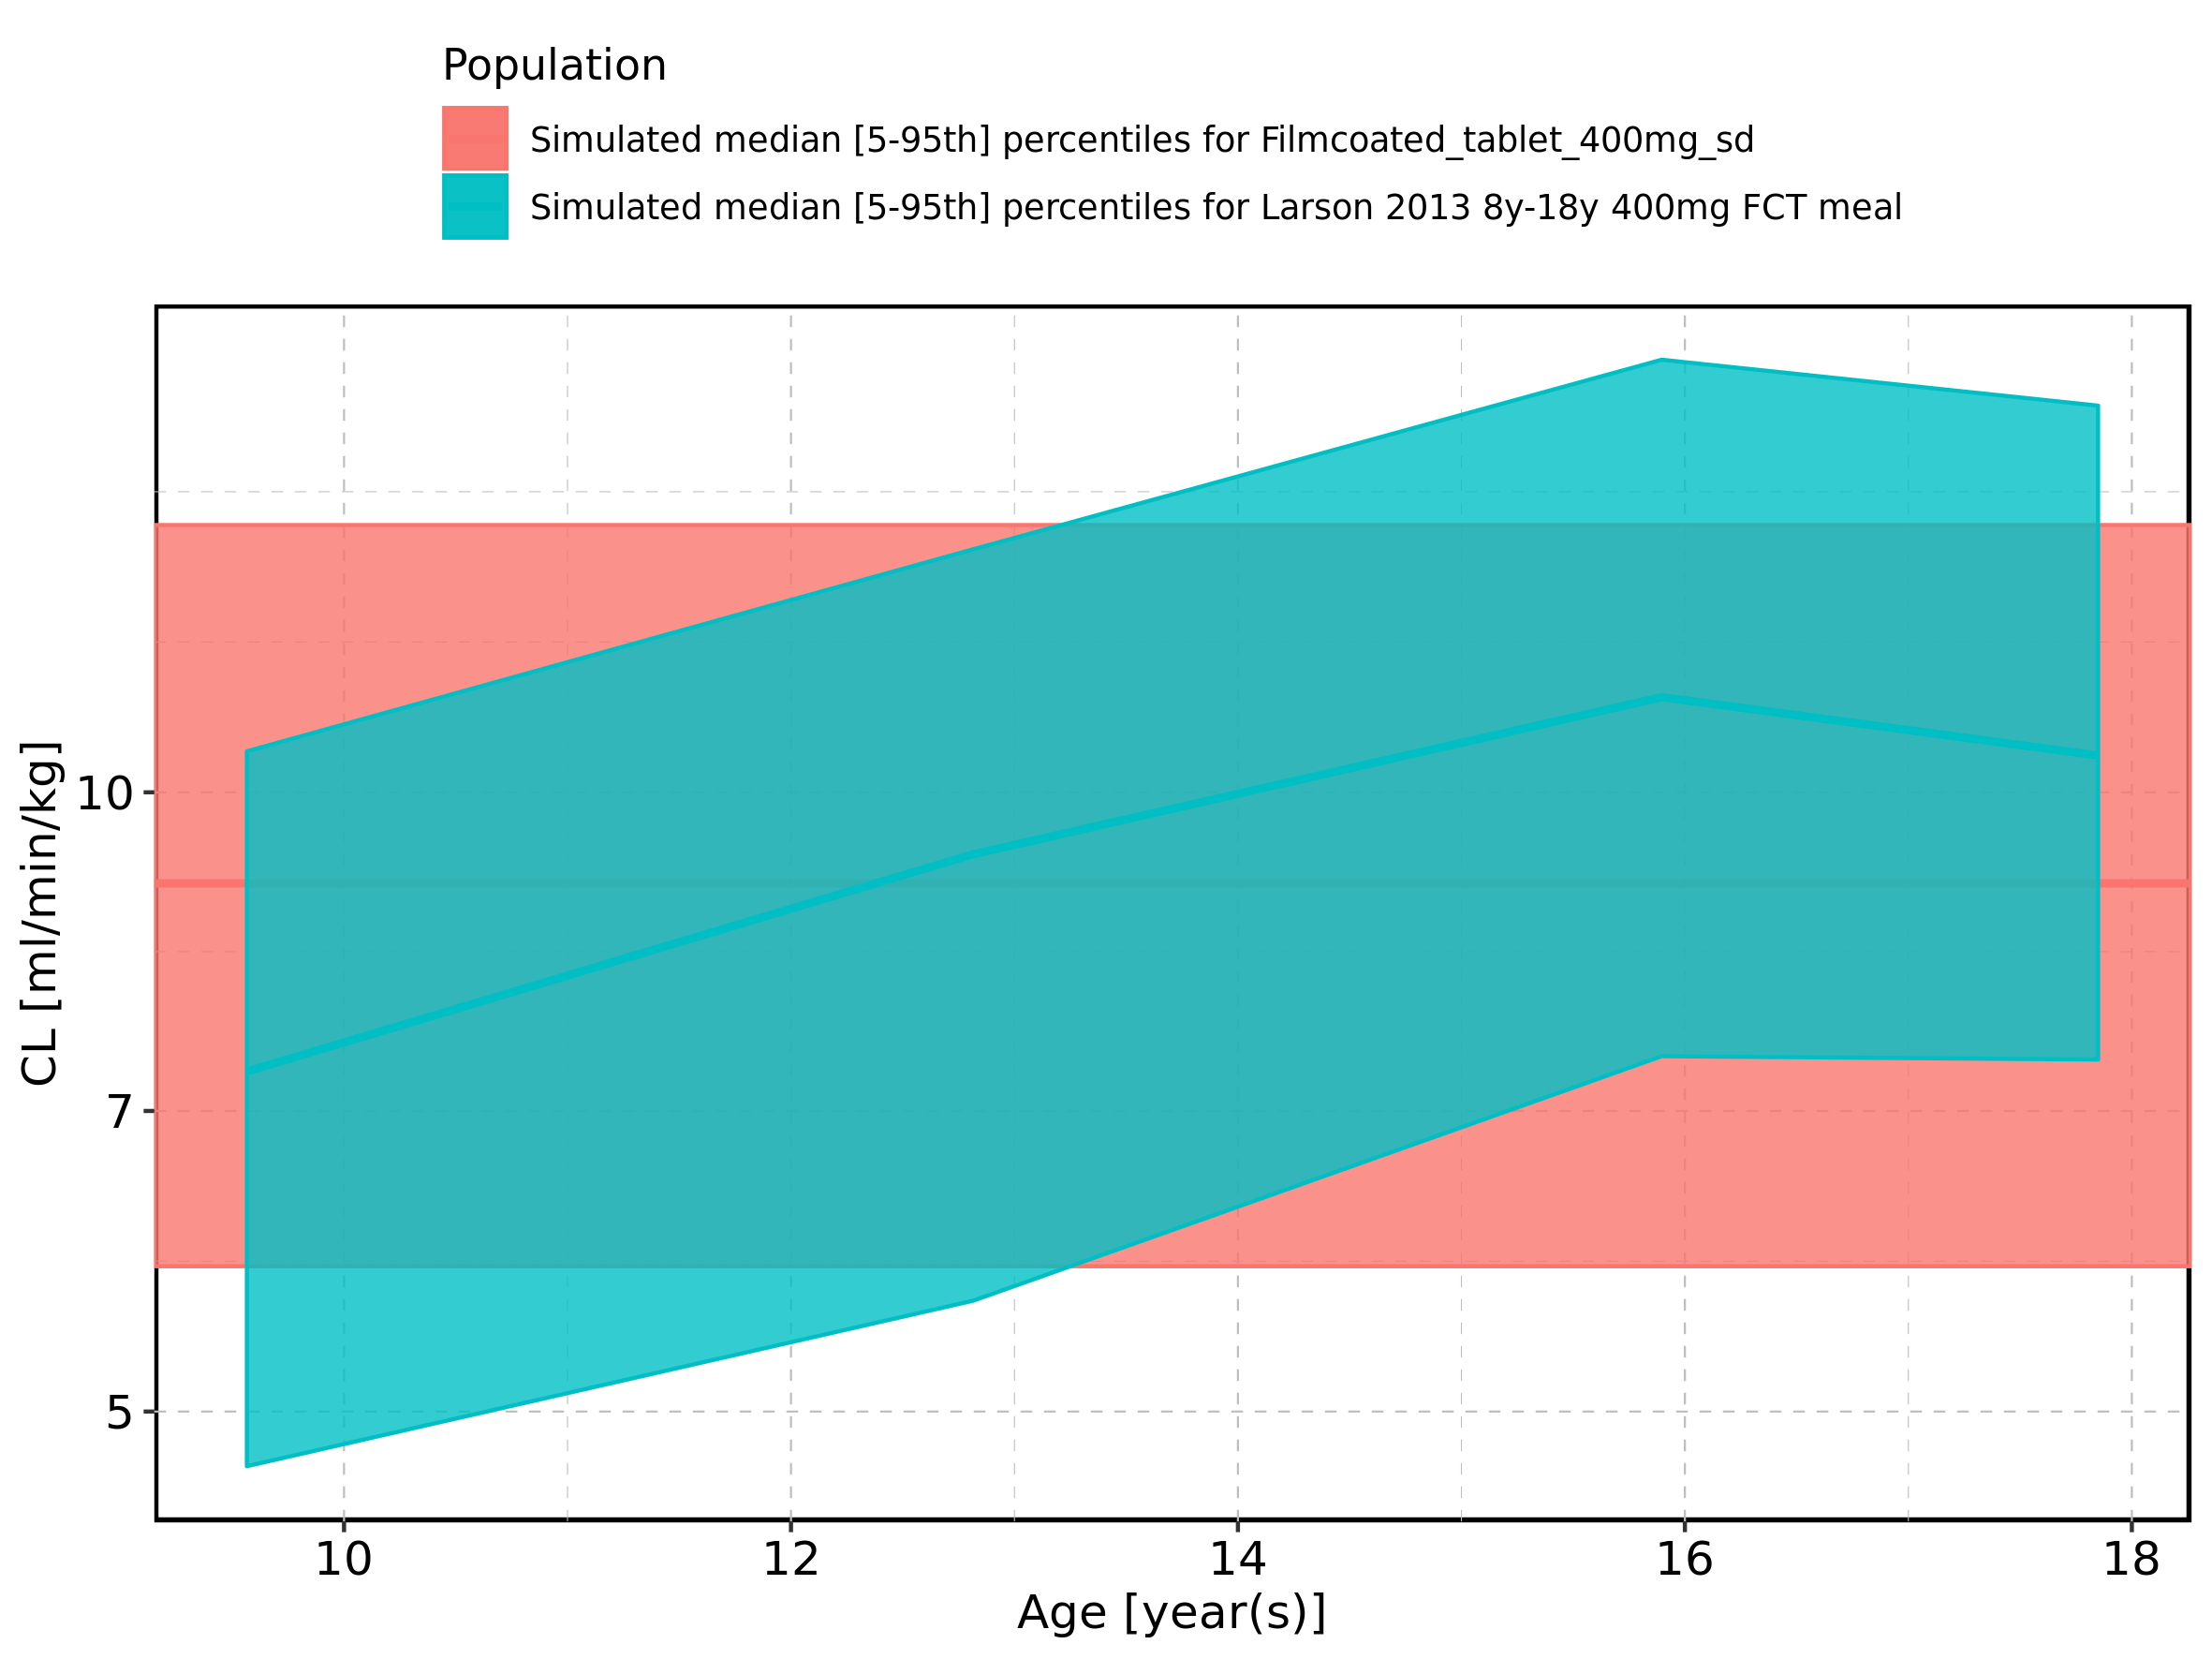 Population
Simulated median [5-95th] percentiles for Filmcoated_tablet_400mg_sd
Simulated median [5-95th] percentiles for Larson 2013 8y-18y 400mg FCT meal
CL [ml/min/kg]
10
7
5
10 12 14 16 18
Age [year(s)]